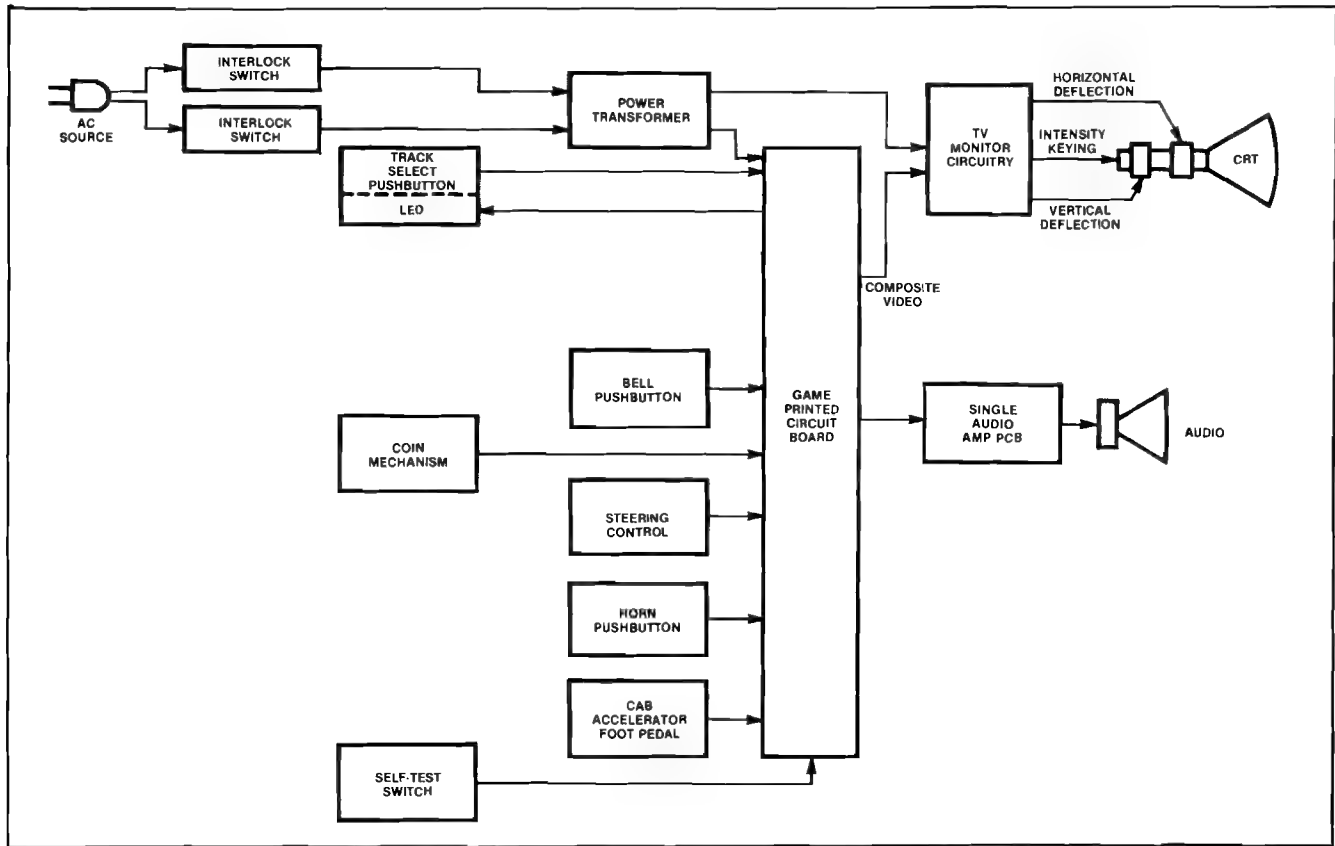 INTERLOCK
SWITCH
AC
SOURCE
INTERLOCK
SWITCH
POWER
TRANSFORMER
TRACK
SELECT
PUSHBUTTON
LED
TV
MONITOR
CIRCUITRY
HORIZONTAL
DEFLECTION
INTENSITY
KEYING
VERTICAL
DEFLECTION
CRT
COMPOSITE
VIDEO
BELL
PUSHBUTTON
COIN
MECHANISM
STEERING
CONTROL
HORN
PUSHBUTTON
CAB
ACCELERATOR
FOOT PEDAL
SELF-TEST
SWITCH
GAME
PRINTED
CIRCUIT
BOARD
SINGLE
AUDIO
AMP PCB
AUDIO